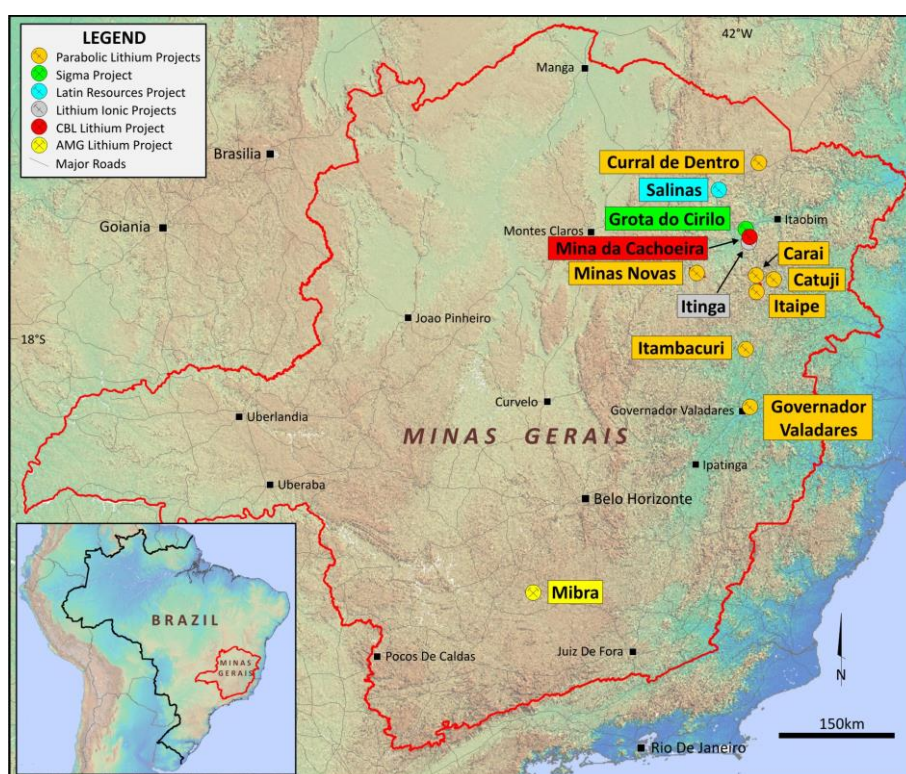 LEGEND
Parabolic Lithium Projects
Sigma Project
Latin Resources Project
Lithium Ionic Projects
CBL Lithium Project
AMG Lithium Project
Major Roads
42°W
Manga
Brasilia
Curral de Dentro
Salinas
Goiania
Grota do Cirilo
Itaobim
Montes Claros
Mina da Cachoeira
Carai
Minas Novas
Catuji
Itinga
Itaipe
Joao Pinheiro
18°S
Itambacuri
Curvelo
Uberlandia
Governador Valadares
Governador
Valadares
MINAS GERAIS
Ipatinga
Uberaba
Belo Horizonte
Mibra
BRAZIL
MINAS
GERAIS
Pocos De Caldas
Juiz De Fora
N
150km
Rio De Janeiro